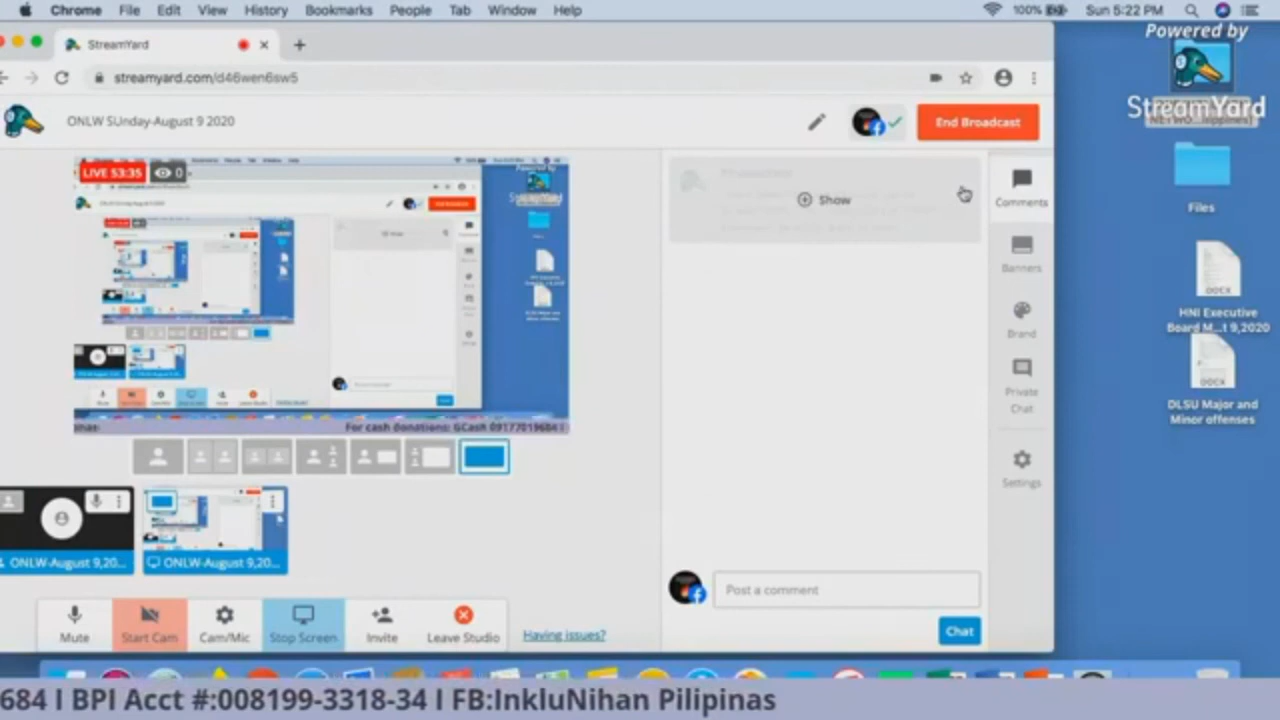 Chrome File Edit View History Bookmarks People Tab Window Help 100% Sun 5:22 PM
Powered by
StreamYard
StreamYard
streamyard.com/d46wen6sw5
ONLW SUnday-August 9 2020
End Broadcast
LIVE 53:35 0
Show
Comments
Banners
Brand
Private
Chat
Settings
Files
DOCX
HNI Executive
Board M...t 9,2020
DOCX
DLSU Major and
Minor offenses
For cash donations: GCash 09177019684 I
ONLW-August 9,20...
ONLW-August 9,20...
Post a comment
Chat
Mute
Start Cam
Cam/Mic
Stop Screen
Invite
Leave Studio
Having issues?
684 I BPI Acct #:008199-3318-34 I FB:InkluNihan Pilipinas